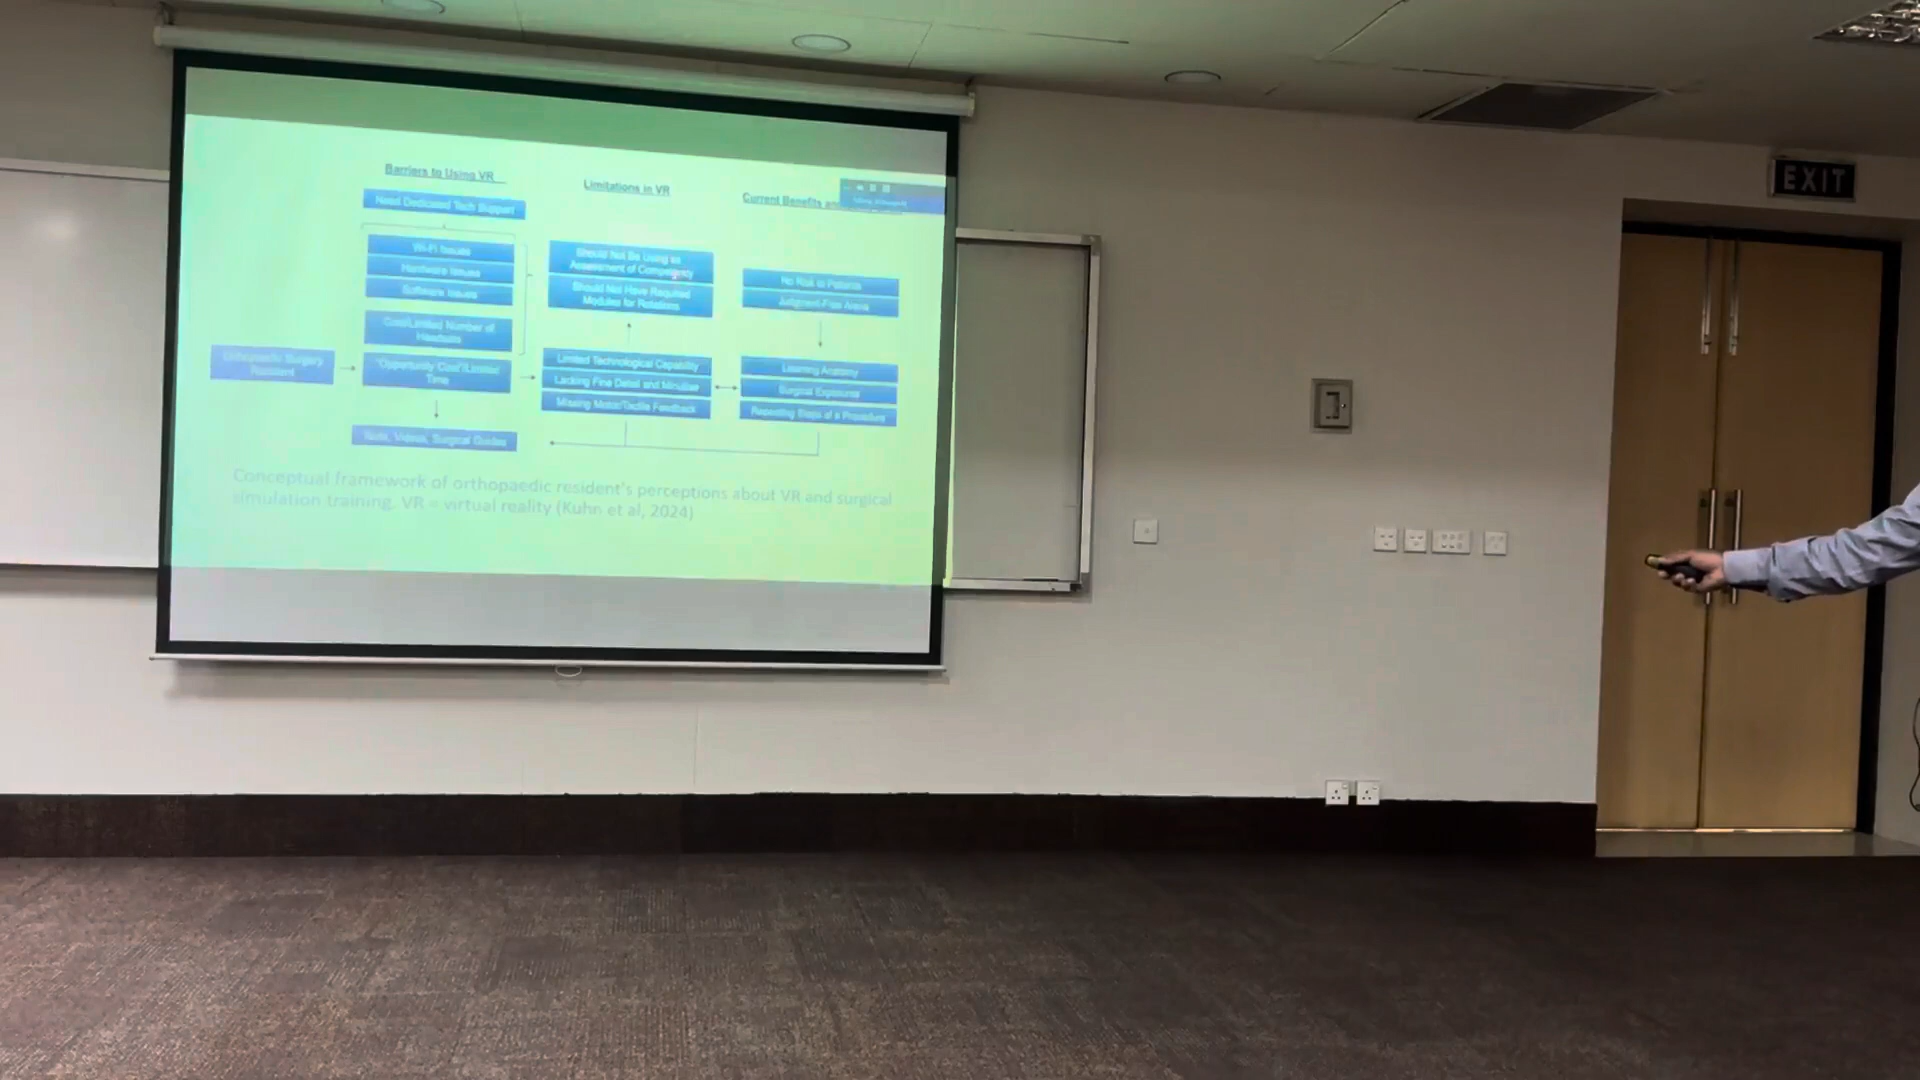 Barriers to Using VR
Need Dedicated Tech Support
Wi-Fi Issues
Hardware Issues
Software Issues
Cost/Limited Number of
Headsets
Orthopaedic Surgery
Resident
"Opportunity Cost"/Limited
Time
Texts, Videos, Surgical Guides
Limitations in VR
Should Not Be Using as
Assessment of Competency
Should Not Have Required
Modules for Rotations
Limited Technological Capability
Lacking Fine Detail and Minutiae
Missing Motor/Tactile Feedback
Current Benefits
No Risk to Patients
Judgment-Free Arena
Learning Anatomy
Surgical Exposures
Repeating Steps of a Procedure
Conceptual framework of orthopaedic resident's perceptions about VR and surgical
simulation training. VR = virtual reality (Kuhn et al, 2024)
EXIT